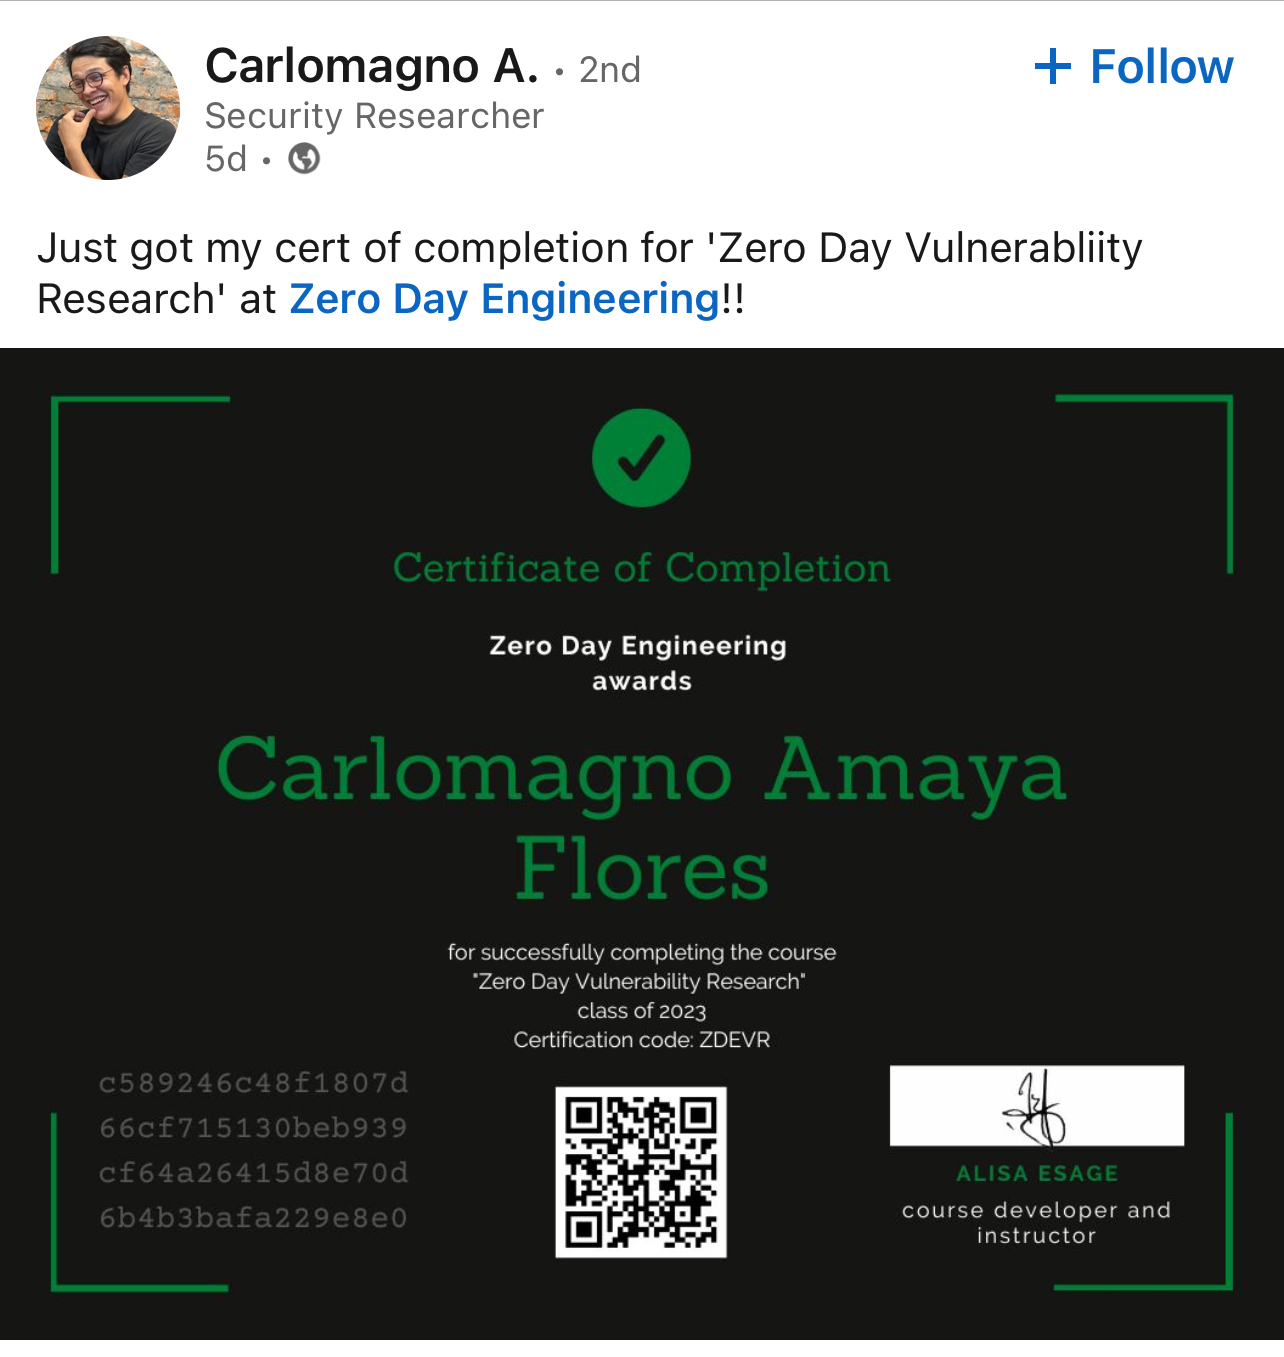 Carlomagno A. • 2nd
+ Follow
Security Researcher
5d •
Just got my cert of completion for 'Zero Day Vulnerabliity
Research' at Zero Day Engineering!!
Certificate of Completion
Zero Day Engineering
awards
Carlomagno Amaya
Flores
for successfully completing the course
"Zero Day Vulnerability Research"
class of 2023
Certification code: ZDEVR
c589246c48f1807d
66cf715130beb939
cf64a26415d8e70d
6b4b3bafa229e8e0
ALISA ESAGE
course developer and
instructor